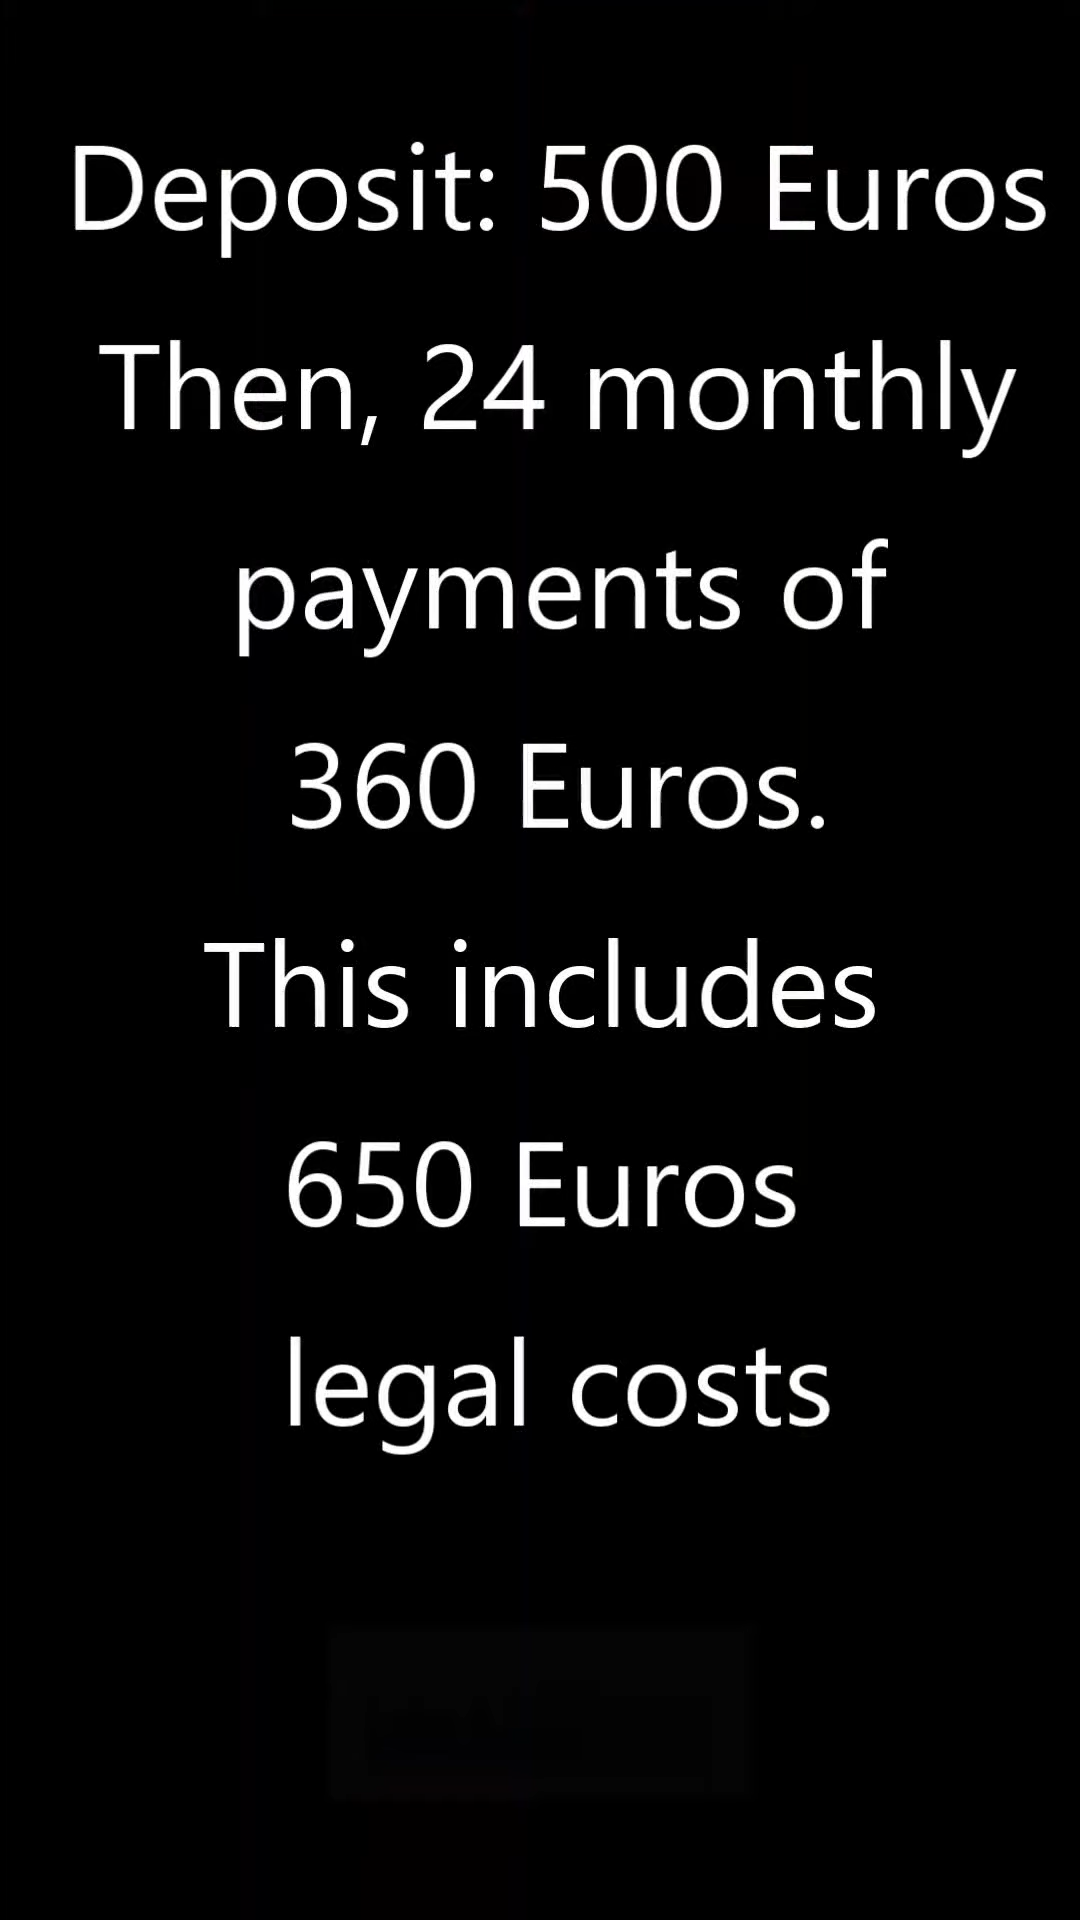 Deposit: 500 Euros
Then, 24 monthly
payments of
360 Euros.
This includes
650 Euros
legal costs